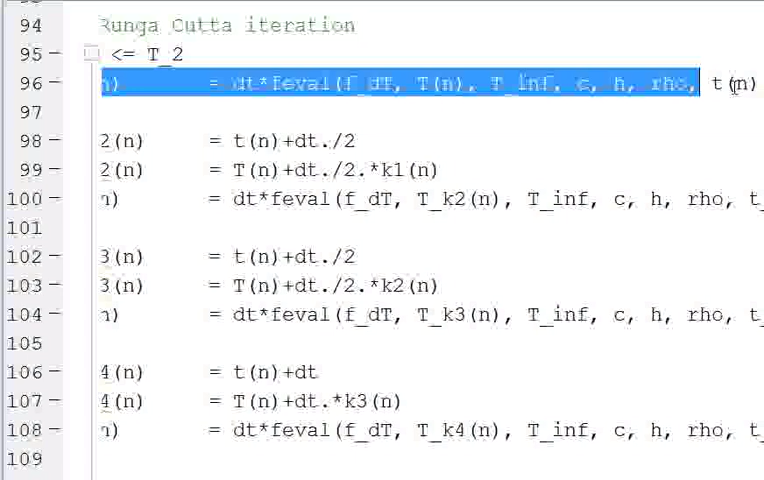 94 Runga Cutta iteration
95 <= T_2
96 n) = dt*feval(f_dT, T(n), T_inf, c, h, rho, t(n)
97
98 2(n) = t(n)+dt./2
99 2(n) = T(n)+dt./2.*k1(n)
100 n) = dt*feval(f_dT, T_k2(n), T_inf, c, h, rho, t_
101
102 3(n) = t(n)+dt./2
103 3(n) = T(n)+dt./2.*k2(n)
104 n) = dt*feval(f_dT, T_k3(n), T_inf, c, h, rho, t_
105
106 4(n) = t(n)+dt
107 4(n) = T(n)+dt.*k3(n)
108 n) = dt*feval(f_dT, T_k4(n), T_inf, c, h, rho, t_
109